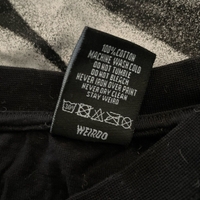 100% COTTON
MACHINE WASH COLD
DO NOT TUMBLE
DO NOT BLEACH
NEVER IRON OVER PRINT
NEVER DRY CLEAN
STAY WEIRD
WEIRDO